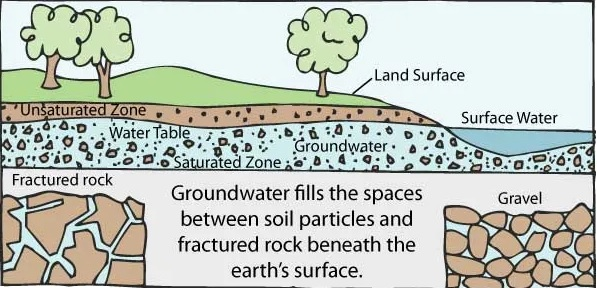 Land Surface
Unsaturated Zone
Surface Water
Water Table
Groundwater
Saturated Zone
Fractured rock
Groundwater fills the spaces
between soil particles and
fractured rock beneath the
earth's surface.
Gravel